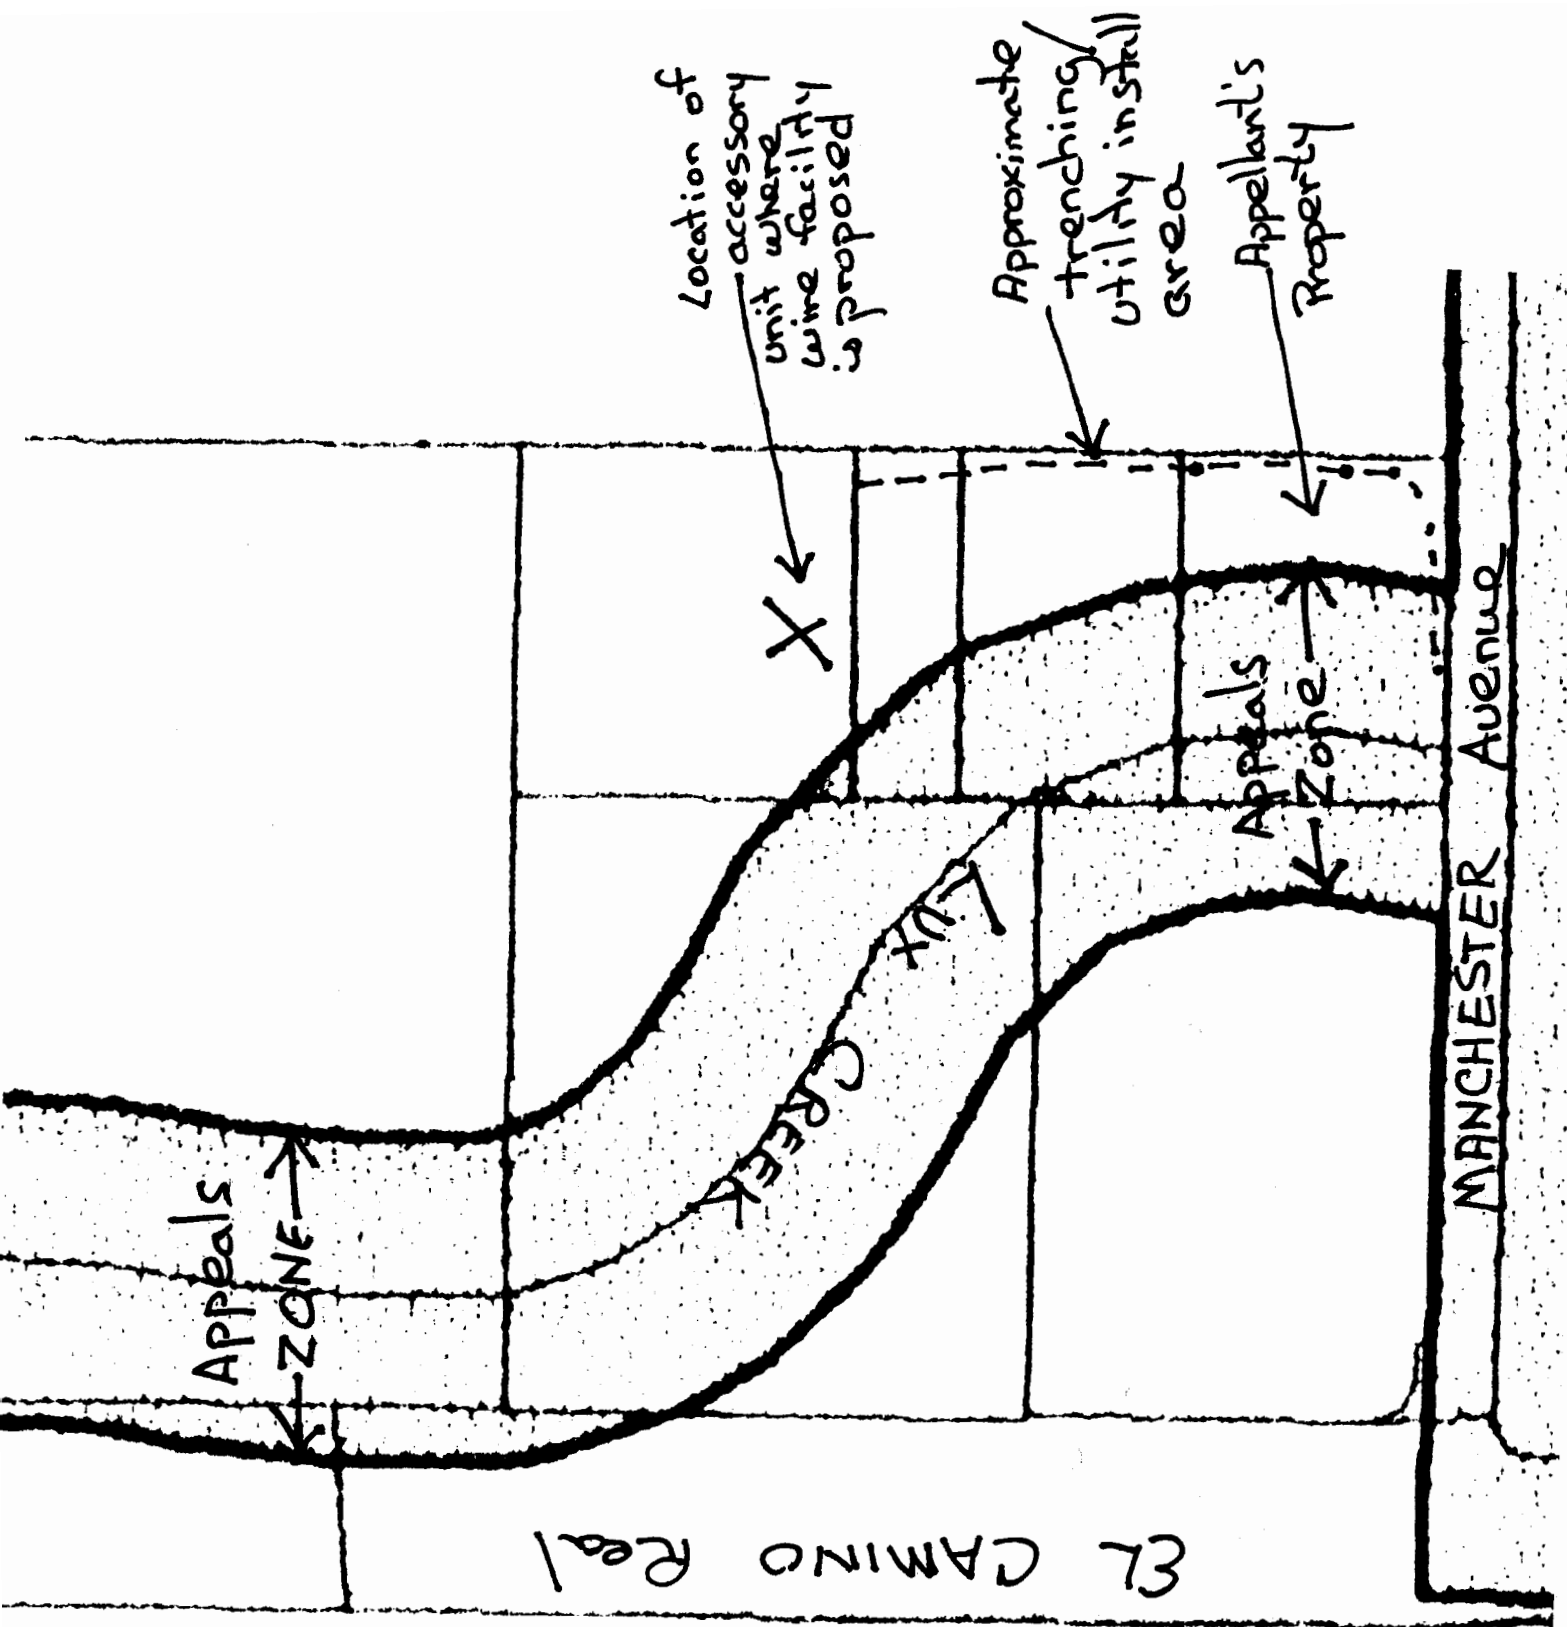 Location of
accessory
unit where
wire facility
is proposed
Approximate
trenching/
utility install
area
Appellant's
Property
Appeals
Zone
LUX CREEK
Appeals
ZONE
MANCHESTER Avenue
EL CAMINO Real